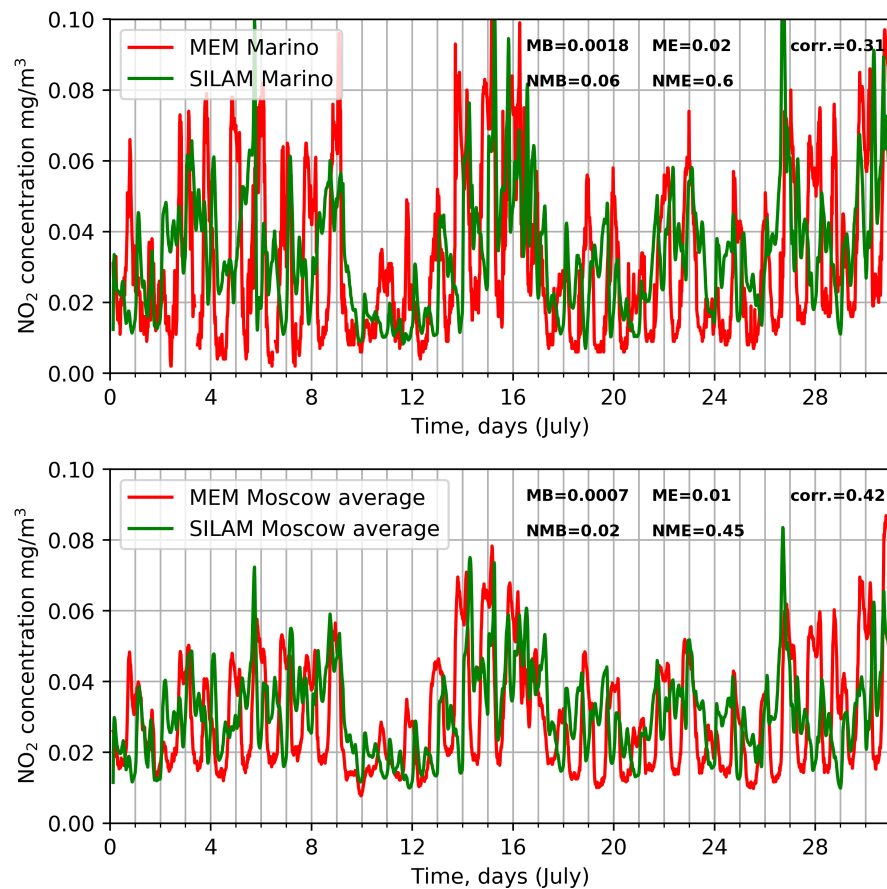 0.10
0.08
0.06
0.04
0.02
0.00
NO₂ concentration mg/m³
MEM Marino
SILAM Marino
MB=0.0018 ME=0.02 corr.=0.31
NMB=0.06 NME=0.6
0 4 8 12 16 20 24 28
Time, days (July)
0.10
0.08
0.06
0.04
0.02
0.00
NO₂ concentration mg/m³
MEM Moscow average
SILAM Moscow average
MB=0.0007 ME=0.01 corr.=0.42
NMB=0.02 NME=0.45
0 4 8 12 16 20 24 28
Time, days (July)